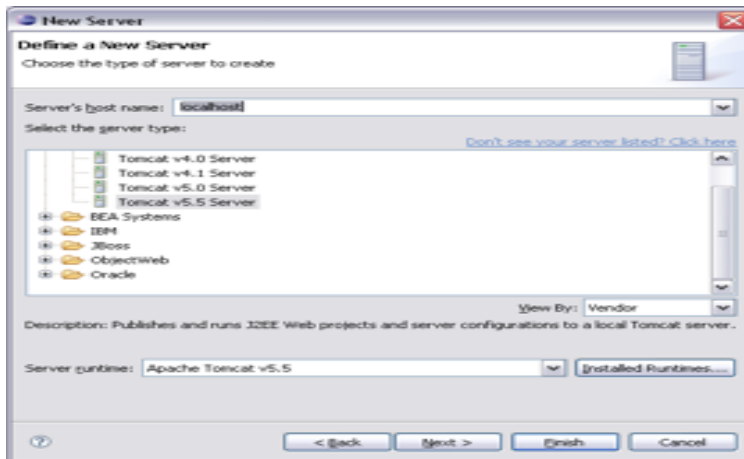 New Server
Define a New Server
Choose the type of server to create
Server's host name: localhost
Select the server type:
Don't see your server listed? Click here
Tomcat v4.0 Server
Tomcat v4.1 Server
Tomcat v5.0 Server
Tomcat v5.5 Server
BEA Systems
IBM
JBoss
ObjectWeb
Oracle
View By: Vendor
Description: Publishes and runs J2EE Web projects and server configurations to a local Tomcat server.
Server runtime: Apache Tomcat v5.5 Installed Runtimes....
< Back Next > Finish Cancel